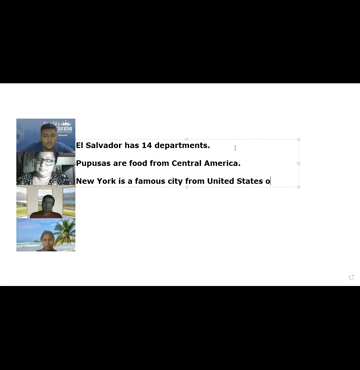 El Salvador has 14 departments.
Pupusas are food from Central America.
New York is a famous city from United States o